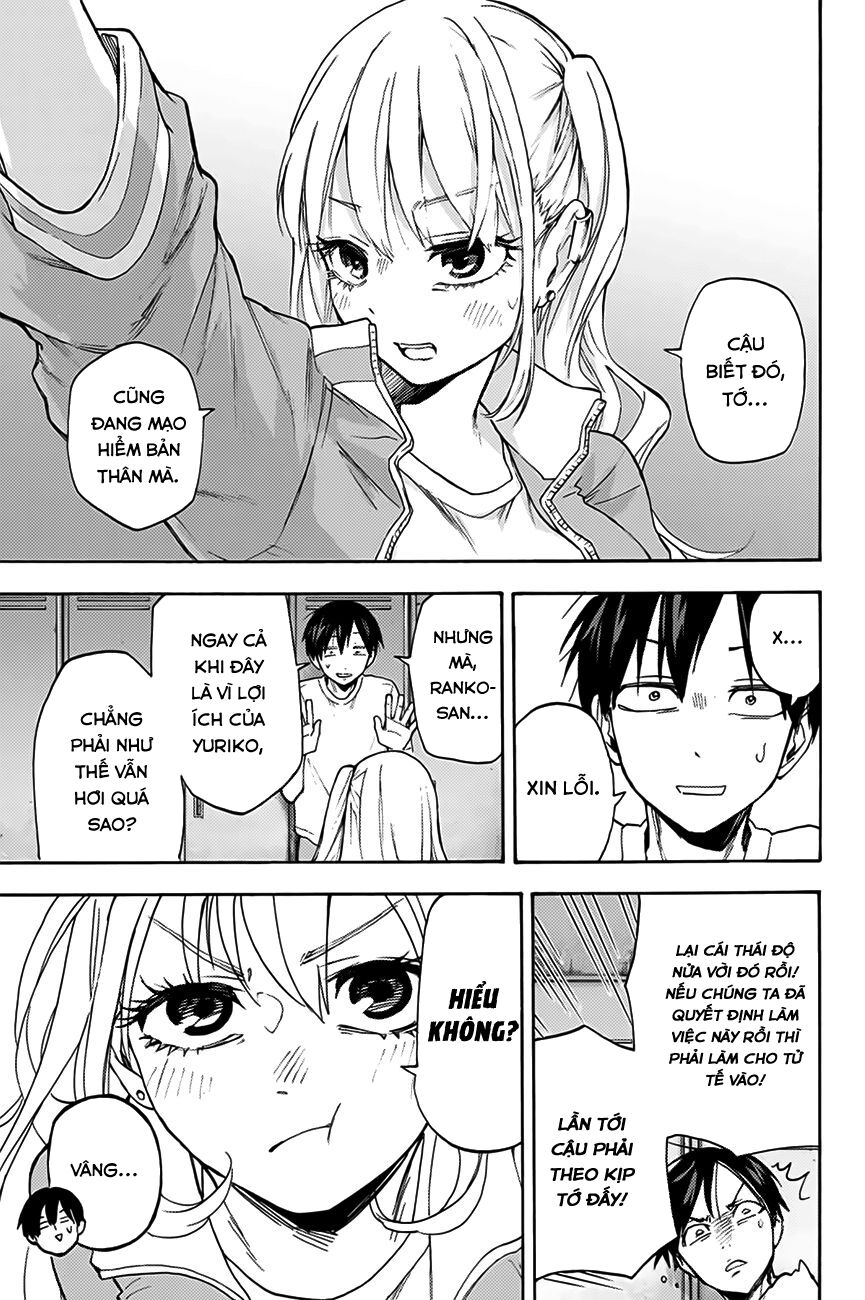 CẬU
BIẾT ĐÓ,
TỚ...
CŨNG
ĐANG MẠO
HIỂM BẢN
THÂN MÀ.
X...
XIN LỖI.
NHƯNG
MÀ,
RANKO-
SAN...
NGAY CẢ
KHI ĐÂY
LÀ VÌ LỢI
ÍCH CỦA
YURIKO,
CHẲNG
PHẢI NHƯ
THẾ VẪN
HƠI QUÁ
SAO?
LẠI CÁI THÁI ĐỘ
NỬA VỜI ĐÓ RỒI!
NẾU CHÚNG TA ĐÃ
QUYẾT ĐỊNH LÀM
VIỆC NÀY RỒI THÌ
PHẢI LÀM CHO TỬ
TẾ VÀO!
LẦN TỚI
CẬU PHẢI
THEO KỊP
TỚ ĐẤY!
HIỂU
KHÔNG?
VÂNG...